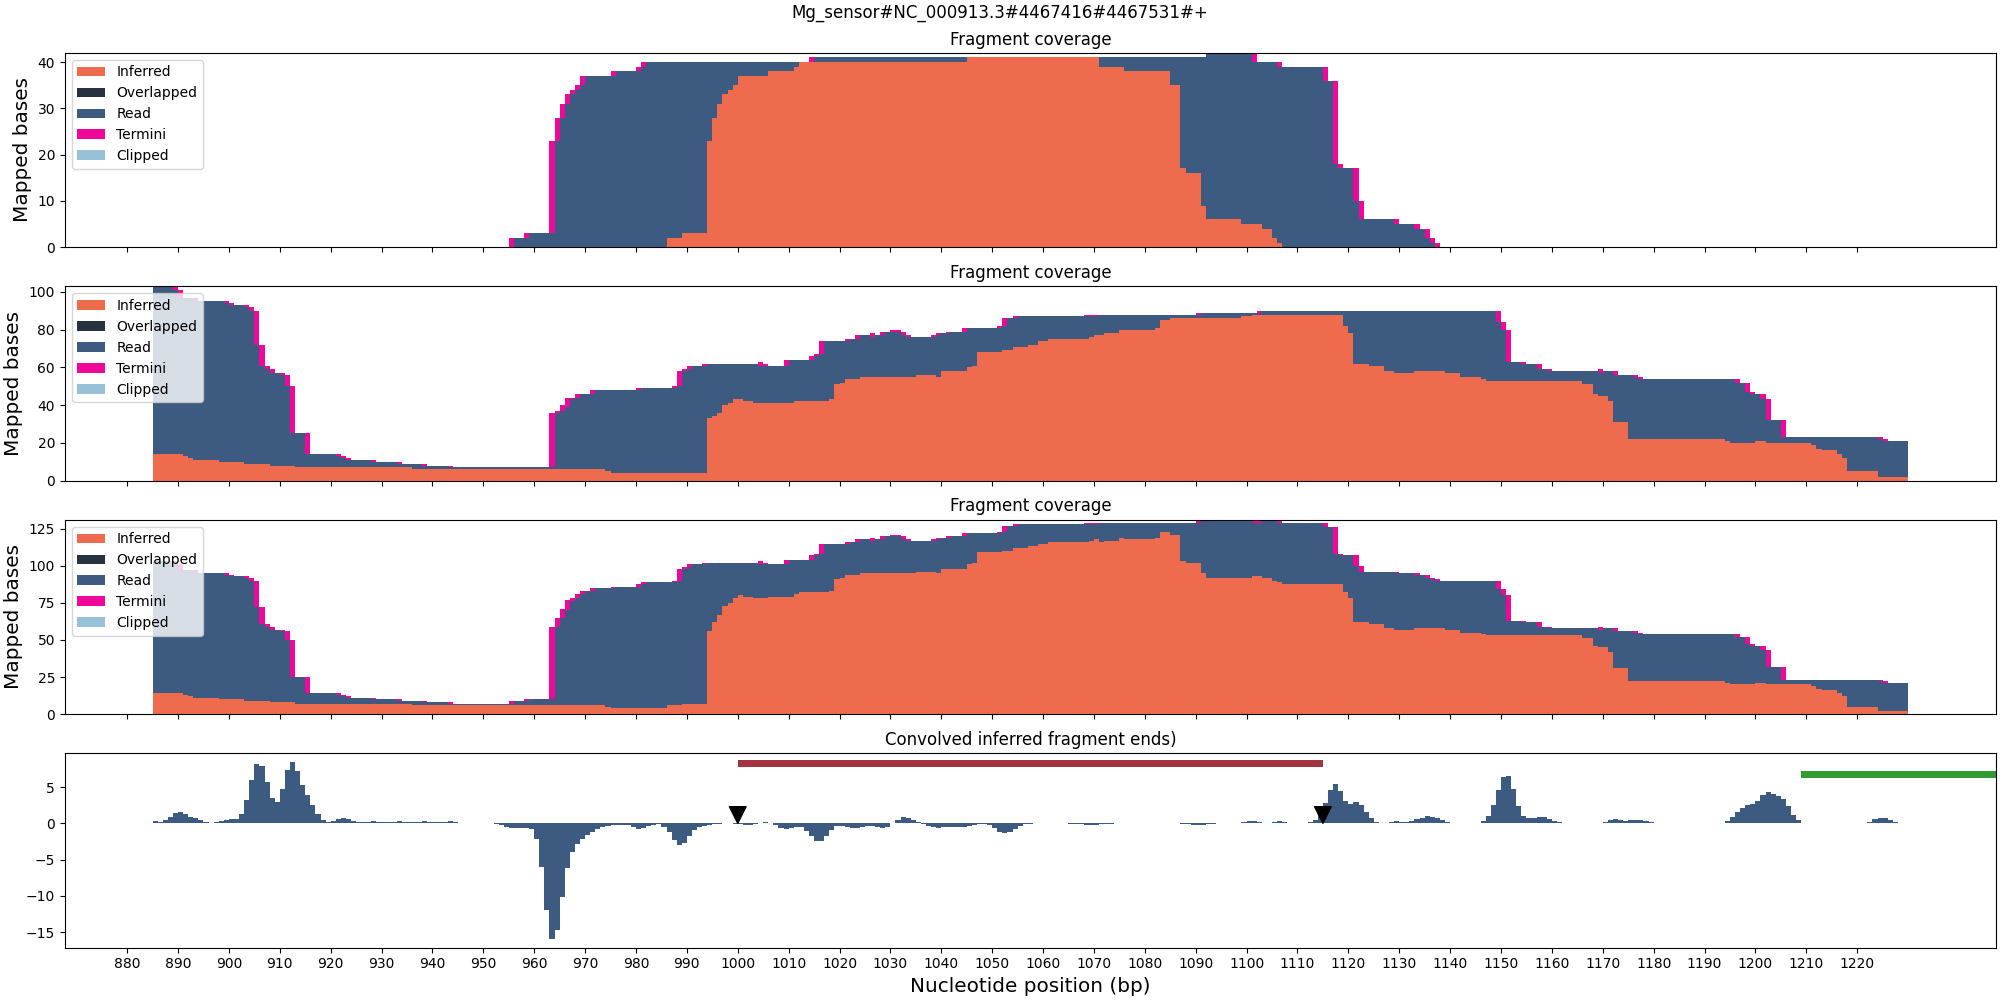 Mg_sensor#NC_000913.3#4467416#4467531#+
Fragment coverage
Mapped bases
40
30
20
10
0
Inferred
Overlapped
Read
Termini
Clipped
Fragment coverage
Mapped bases
100
80
60
40
20
0
Inferred
Overlapped
Read
Termini
Clipped
Fragment coverage
Mapped bases
125
100
75
50
25
0
Inferred
Overlapped
Read
Termini
Clipped
Convolved inferred fragment ends)
5
0
−5
−10
−15
880 890 900 910 920 930 940 950 960 970 980 990 1000 1010 1020 1030 1040 1050 1060 1070 1080 1090 1100 1110 1120 1130 1140 1150 1160 1170 1180 1190 1200 1210 1220
Nucleotide position (bp)